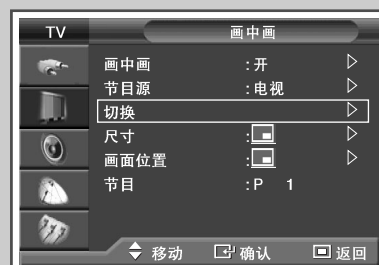 TV 画中画
画中画 :开
节目源 :电视
切换
尺寸 :
画面位置 :
节目 :P 1
移动 确认 返回